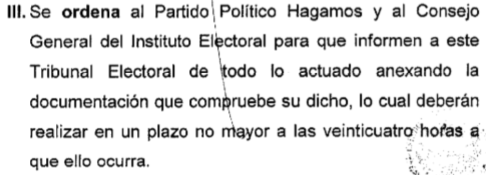 III. Se ordena al Partido Político Hagamos y al Consejo
General del Instituto Electoral para que informen a este
Tribunal Electoral de todo lo actuado anexando la
documentación que compruebe su dicho, lo cual deberán
realizar en un plazo no mayor a las veinticuatro horas a
que ello ocurra.